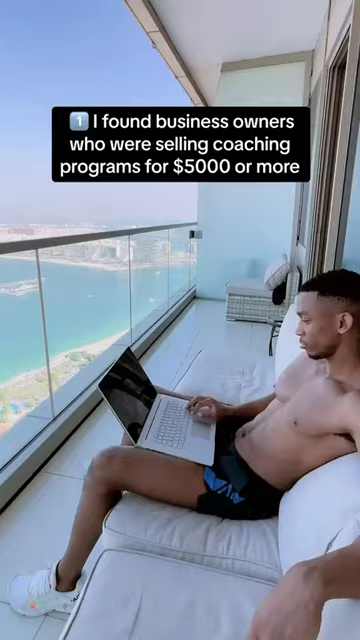 1️⃣ I found business owners
who were selling coaching
programs for $5000 or more